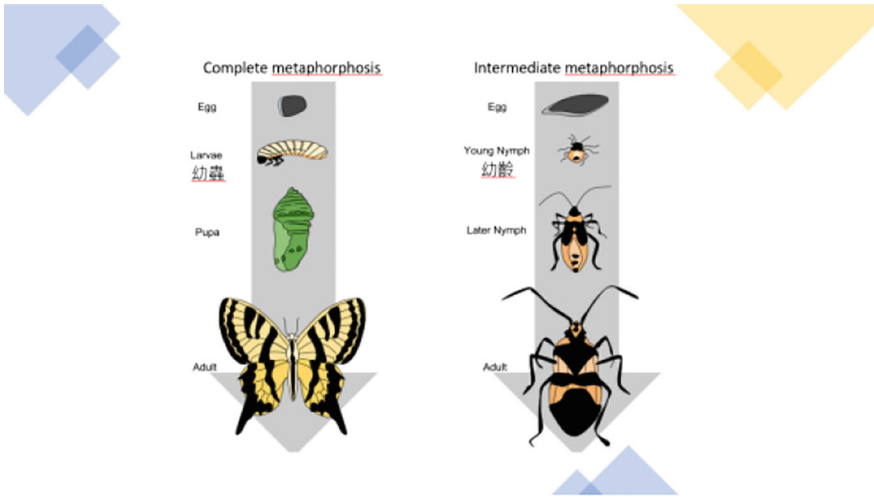 Complete metaphorphosis
Egg
Larvae
幼蟲
Pupa
Adult
Intermediate metaphorphosis
Egg
Young Nymph
幼齡
Later Nymph
Adult